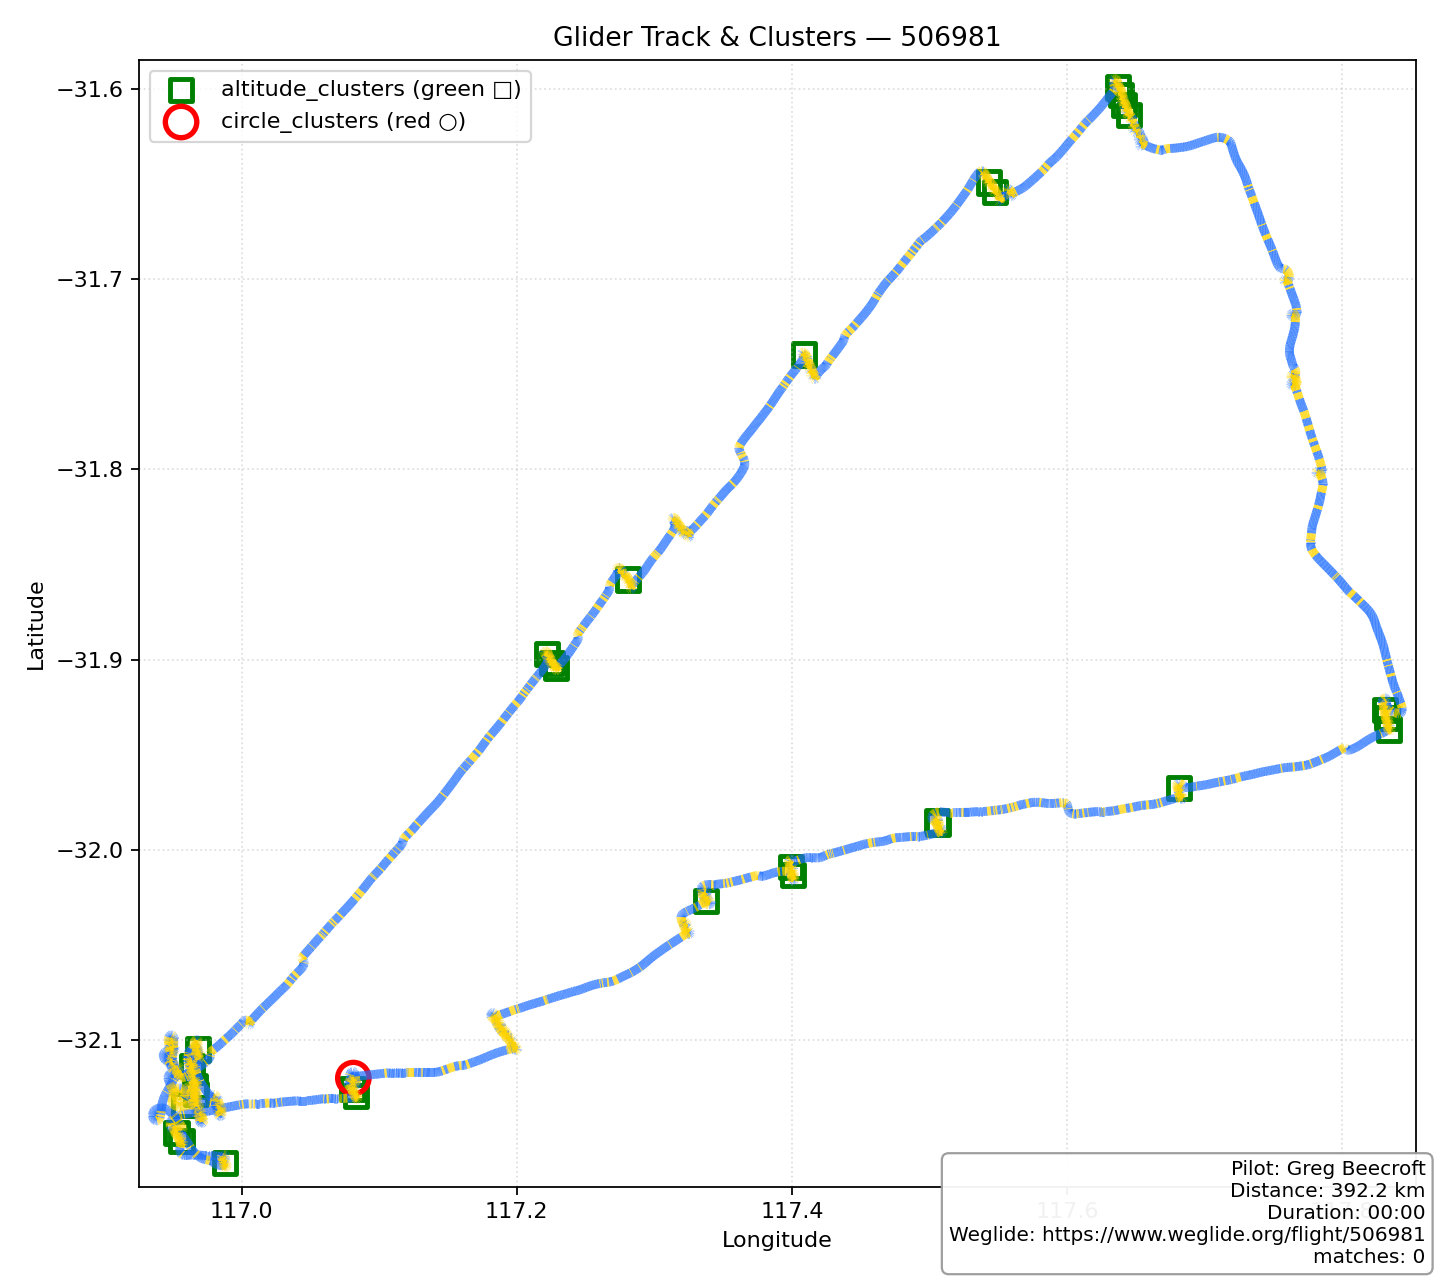 Glider Track & Clusters — 506981
altitude_clusters (green □)
circle_clusters (red ○)
−31.6
−31.7
−31.8
−31.9
−32.0
−32.1
Latitude
117.0
117.2
117.4
117.6
Longitude
Pilot: Greg Beecroft
Distance: 392.2 km
Duration: 00:00
Weglide: https://www.weglide.org/flight/506981
matches: 0